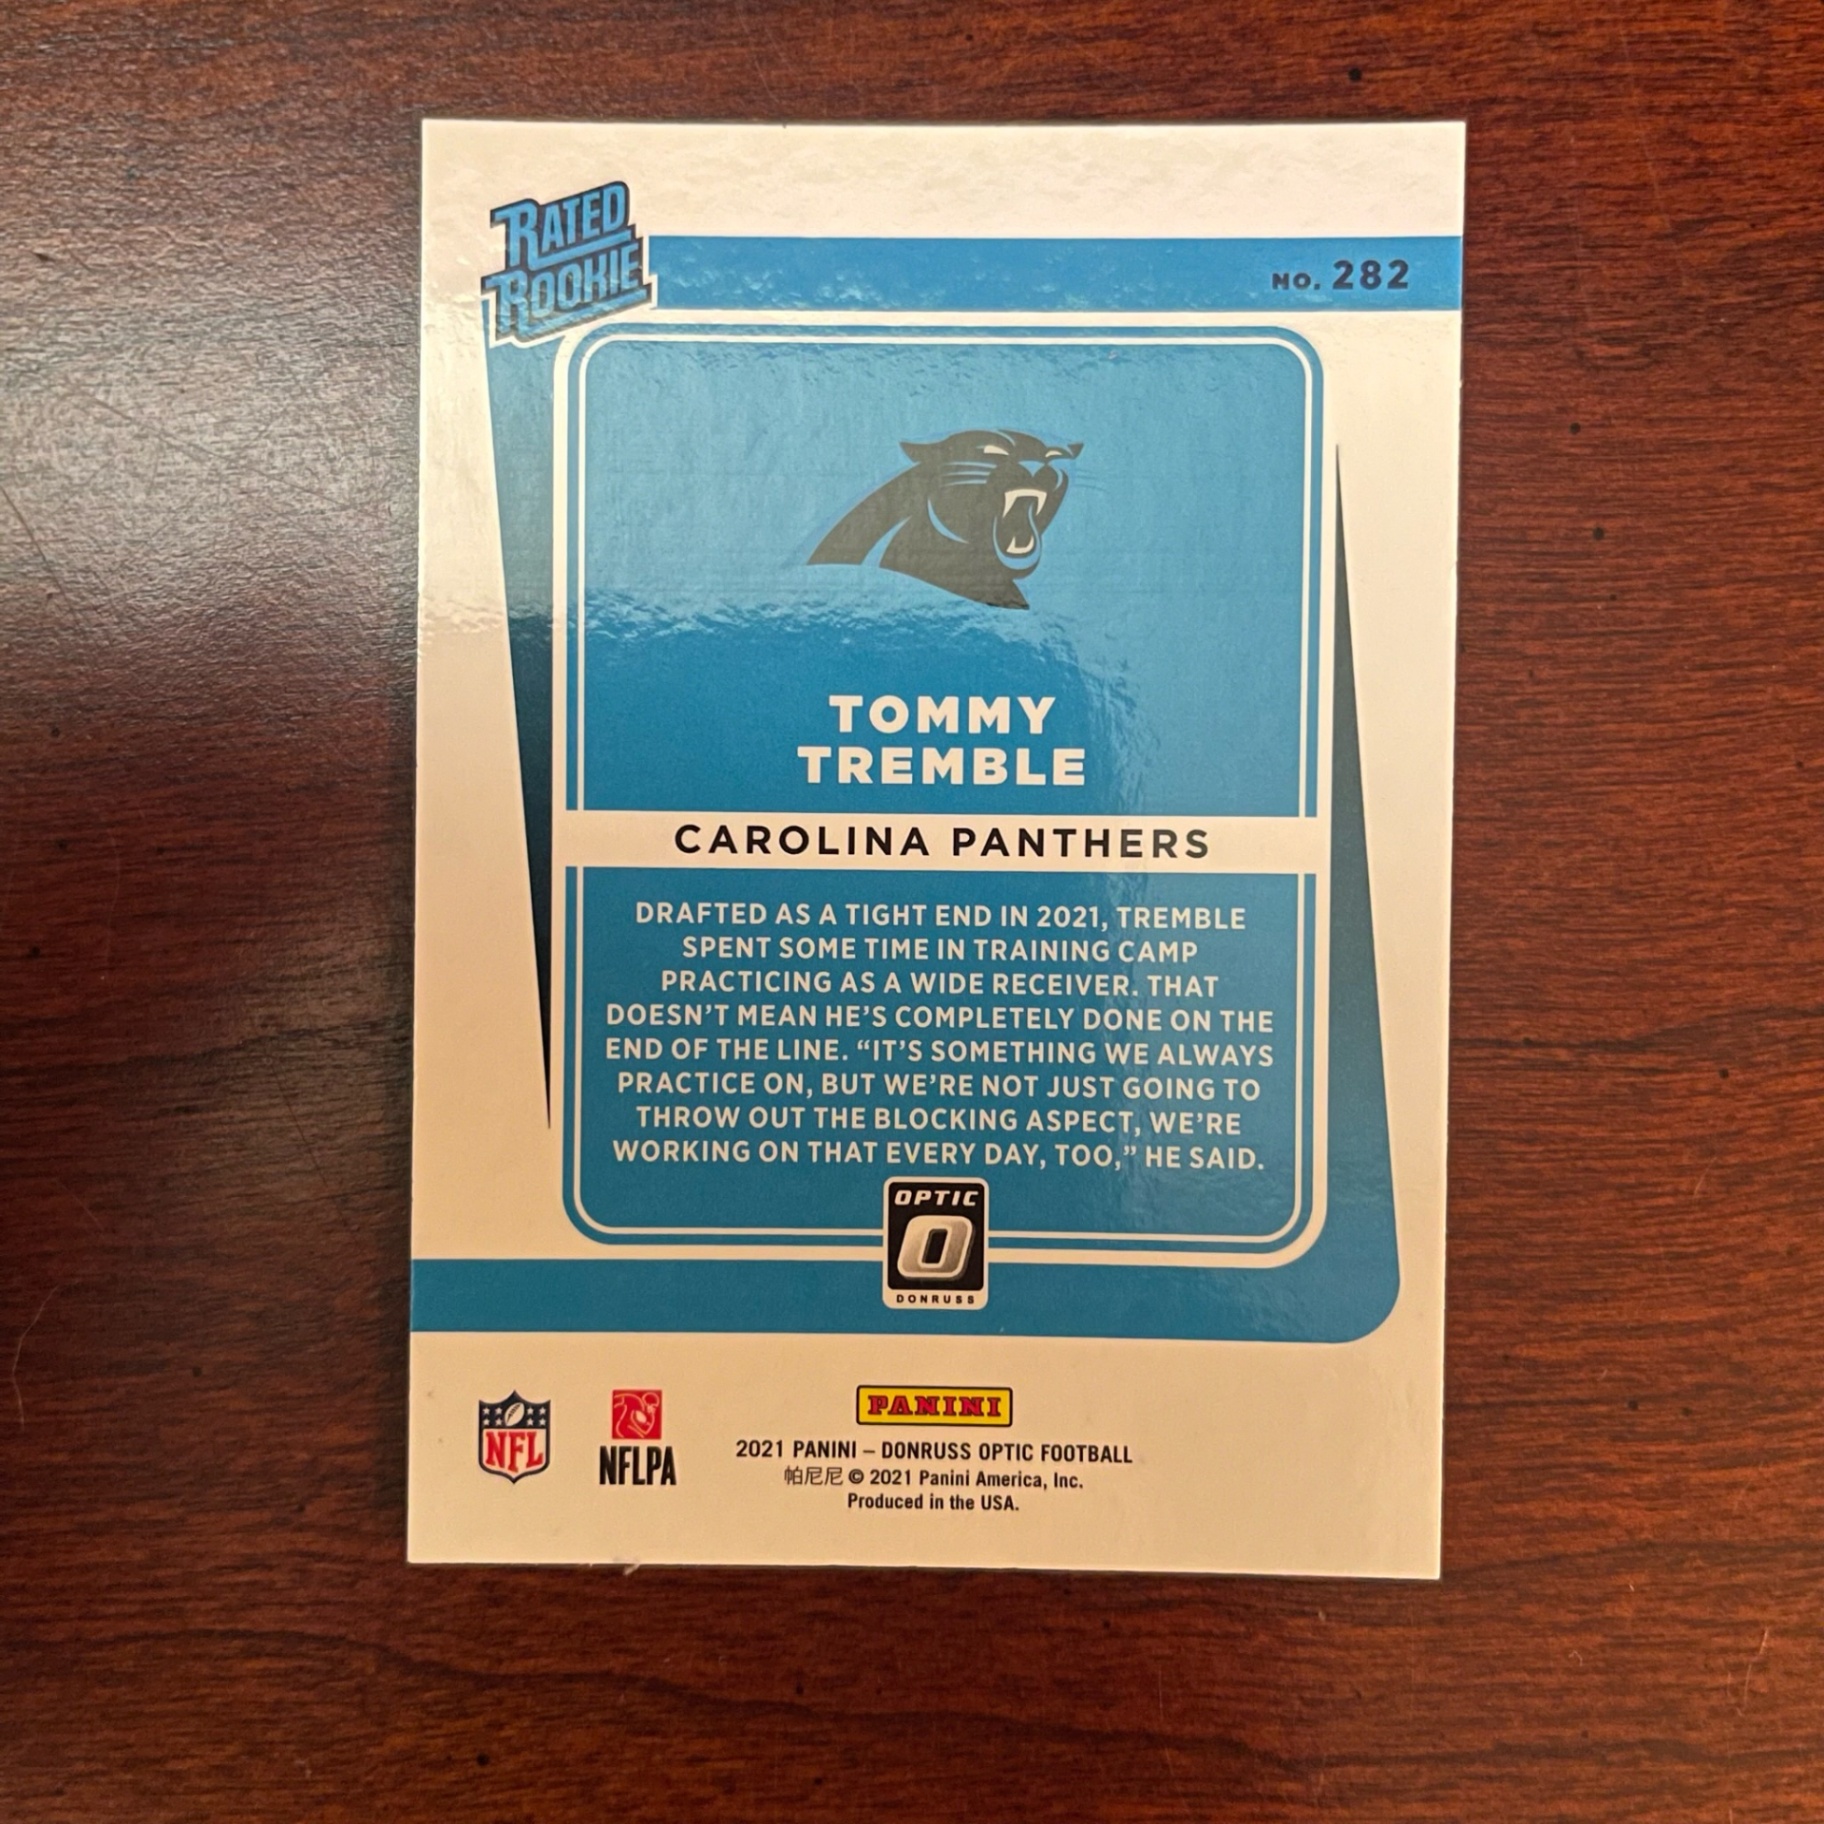 RATED
ROOKIE
NO. 282
TOMMY
TREMBLE
CAROLINA PANTHERS
DRAFTED AS A TIGHT END IN 2021, TREMBLE
SPENT SOME TIME IN TRAINING CAMP
PRACTICING AS A WIDE RECEIVER. THAT
DOESN'T MEAN HE'S COMPLETELY DONE ON THE
END OF THE LINE. "IT'S SOMETHING WE ALWAYS
PRACTICE ON, BUT WE'RE NOT JUST GOING TO
THROW OUT THE BLOCKING ASPECT, WE'RE
WORKING ON THAT EVERY DAY, TOO," HE SAID.
OPTIC
O
DONRUSS
NFL
NFLPA
PANINI
2021 PANINI – DONRUSS OPTIC FOOTBALL
帕尼尼 © 2021 Panini America, Inc.
Produced in the USA.